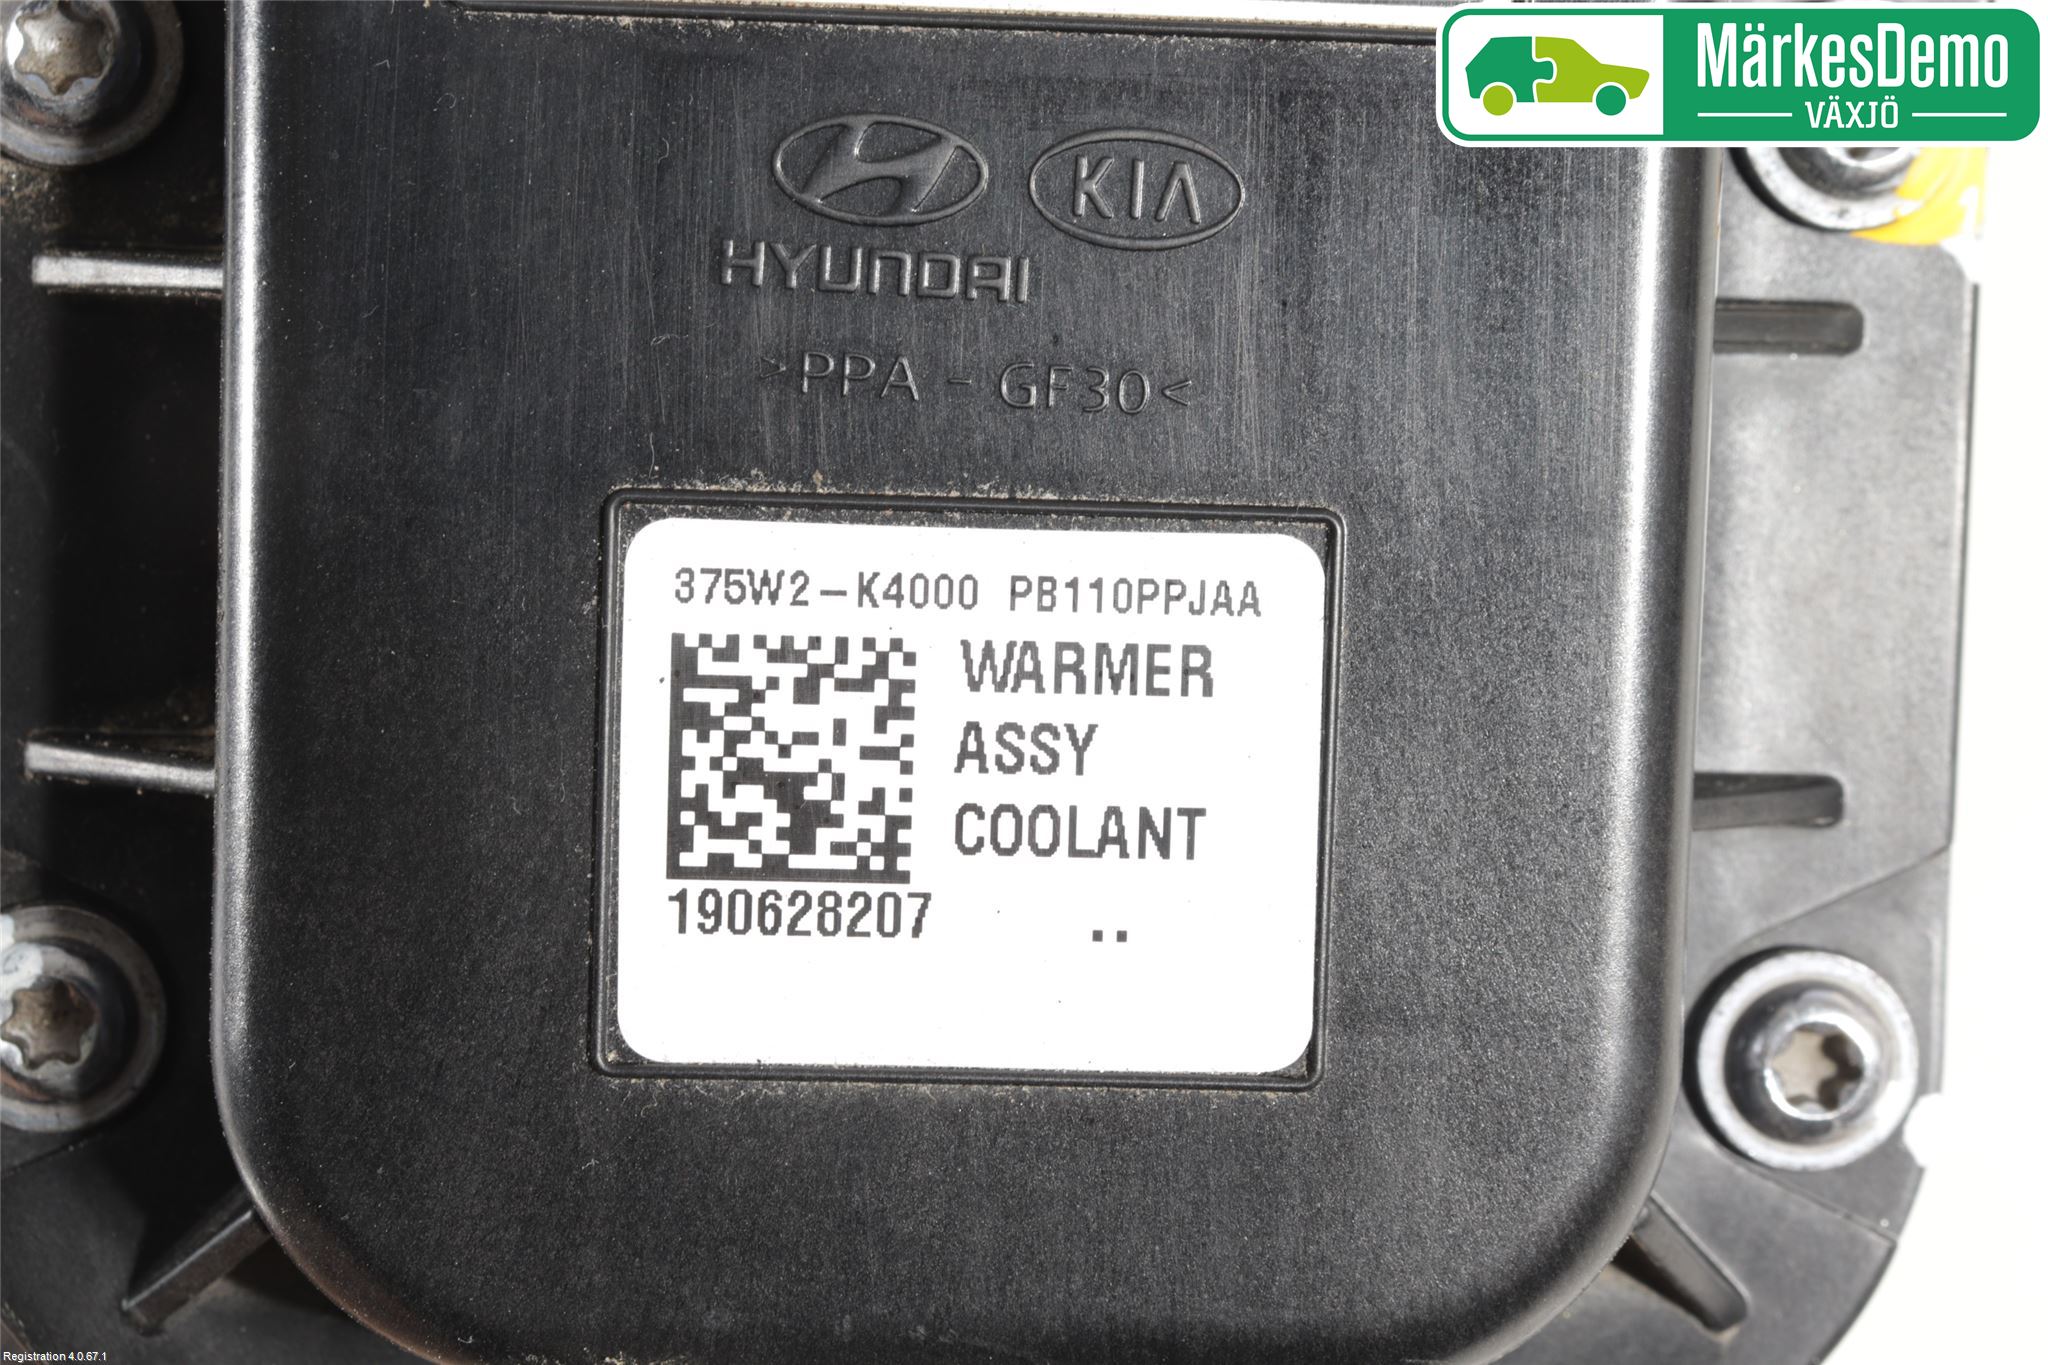 MärkesDemo
VÄXJÖ
KIA
HYUNDAI
>PPA - GF30<
375W2-K4000 PB110PPJAA
WARMER
ASSY
COOLANT
190628207
..
Registration 4.0.67.1